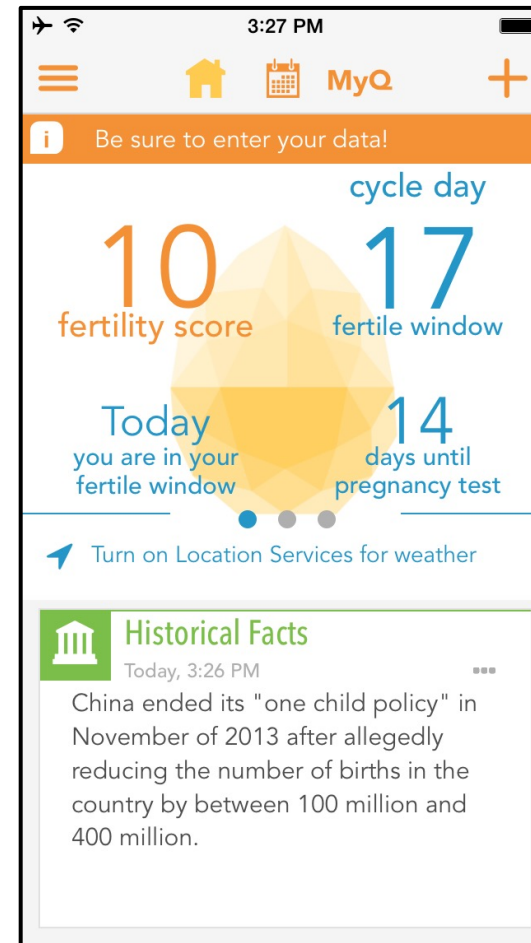 3:27 PM
MyQ
i Be sure to enter your data!
cycle day
10
17
fertility score
fertile window
Today
14
you are in your
days until
fertile window
pregnancy test
Turn on Location Services for weather
Historical Facts
Today, 3:26 PM
China ended its "one child policy" in
November of 2013 after allegedly
reducing the number of births in the
country by between 100 million and
400 million.